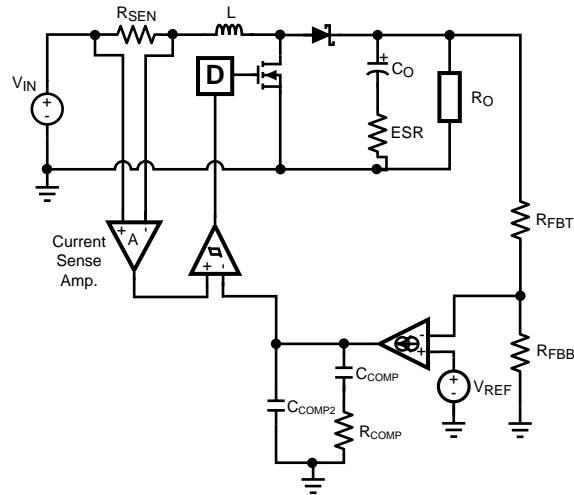 RSEN
L
VIN
+
-
D
+
CO
ESR
RO
+
A
-
Current
Sense
Amp.
+
-
RFBT
-
+
CCOMP
CCOMP2
RCOMP
+
-
VREF
RFBB